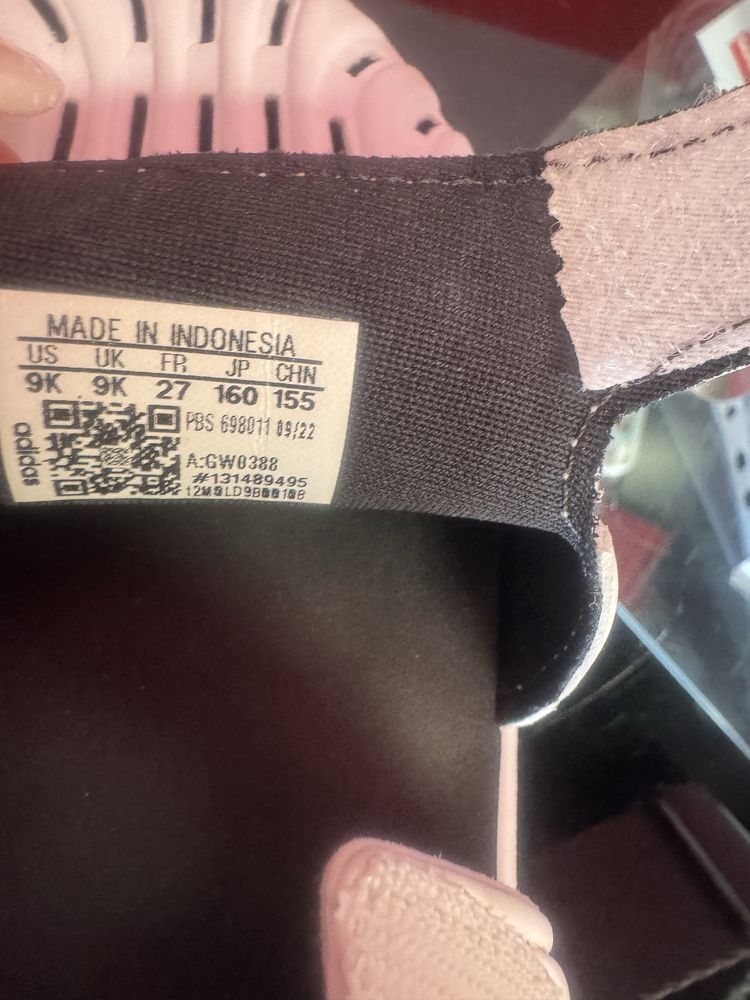 MADE IN INDONESIA
US UK FR JP CHN
9K 9K 27 160 155
adidas
PBS 698011 09/22
A:GW0388
#131489495